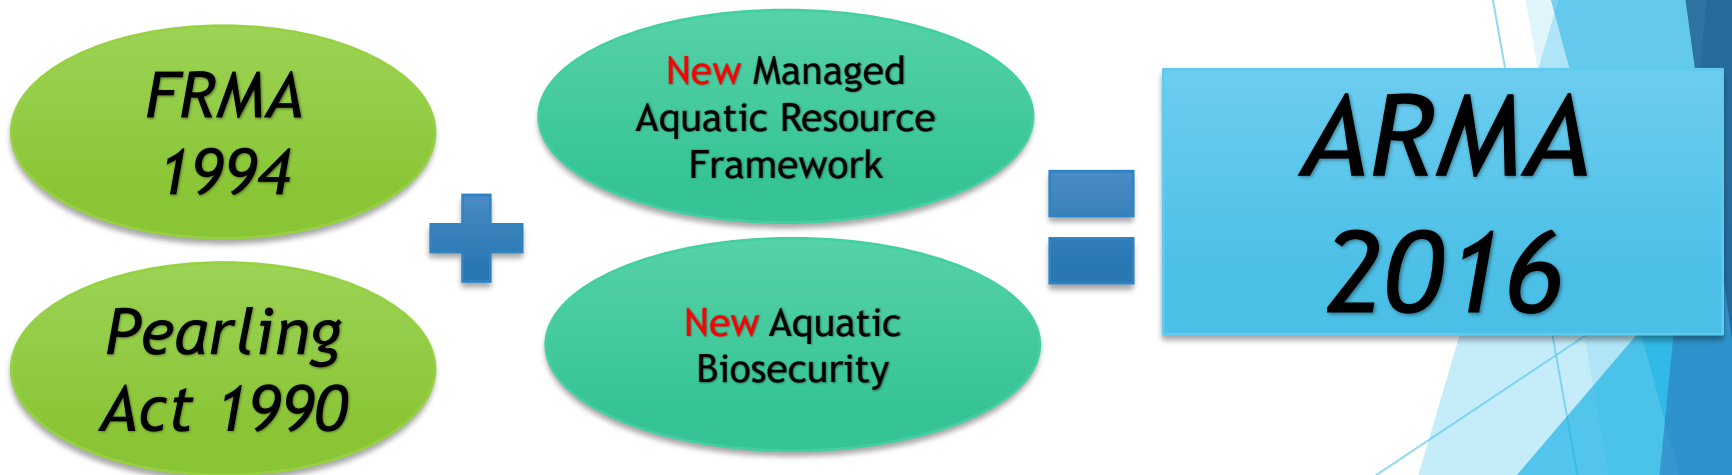 FRMA
1994
Pearling
Act 1990
New Managed
Aquatic Resource
Framework
New Aquatic
Biosecurity
ARMA
2016